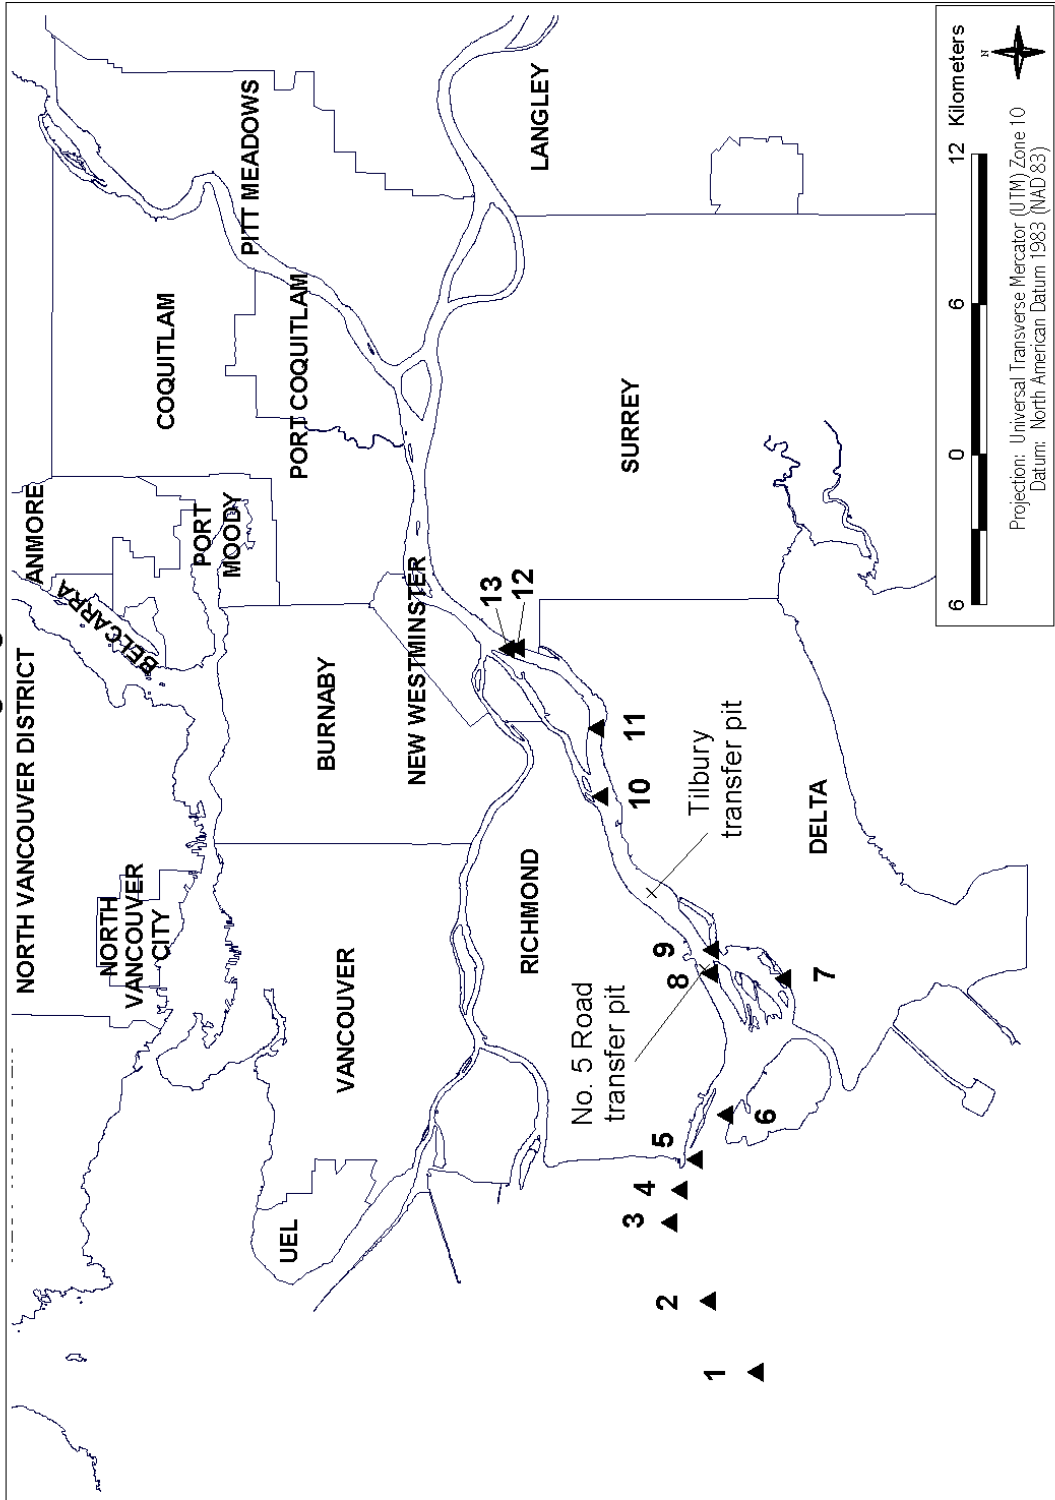 NORTH VANCOUVER DISTRICT
BELCARRA
ANMORE
NORTH
VANCOUVER
CITY
PORT
MOODY
COQUITLAM
PITT MEADOWS
UEL
VANCOUVER
BURNABY
PORT COQUITLAM
NEW WESTMINSTER
RICHMOND
LANGLEY
SURREY
DELTA
No. 5 Road
transfer pit
Tilbury
transfer pit
1
2
3
4
5
6
7
8
9
10
11
12
13
6 0 6 12 Kilometers
N
Projection: Universal Transverse Mercator (UTM) Zone 10
Datum: North American Datum 1983 (NAD 83)